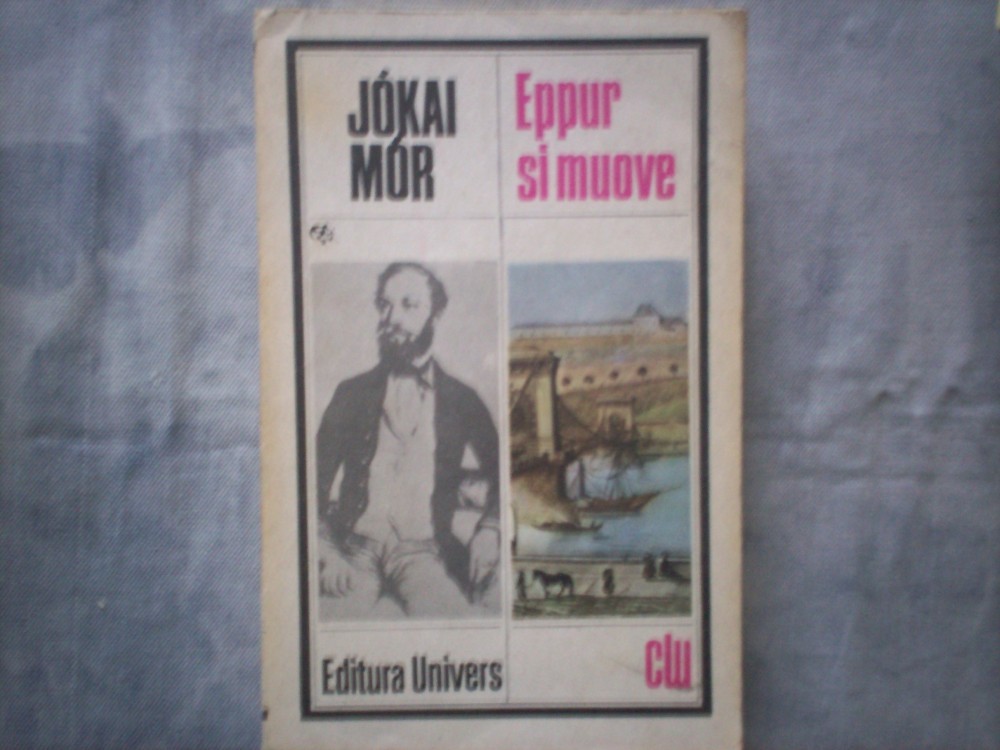 JÓKAI
MÓR
Eppur
si muove
Editura Univers
clu